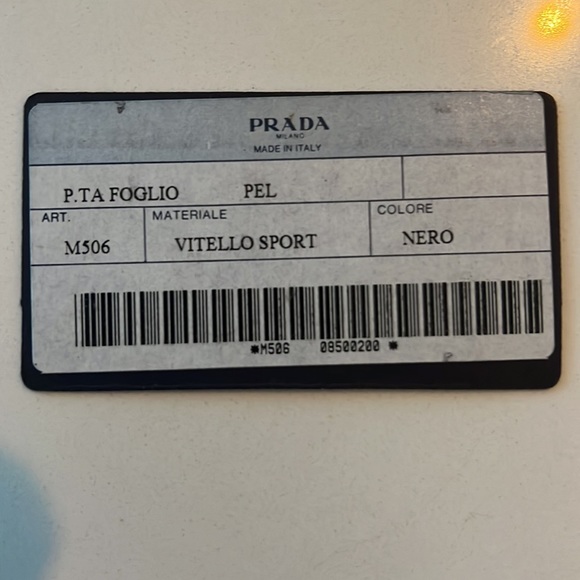 PRADA
MILANO
MADE IN ITALY
P.TA FOGLIO PEL
ART. MATERIALE COLORE
M506 VITELLO SPORT NERO
*M506 08500200 *